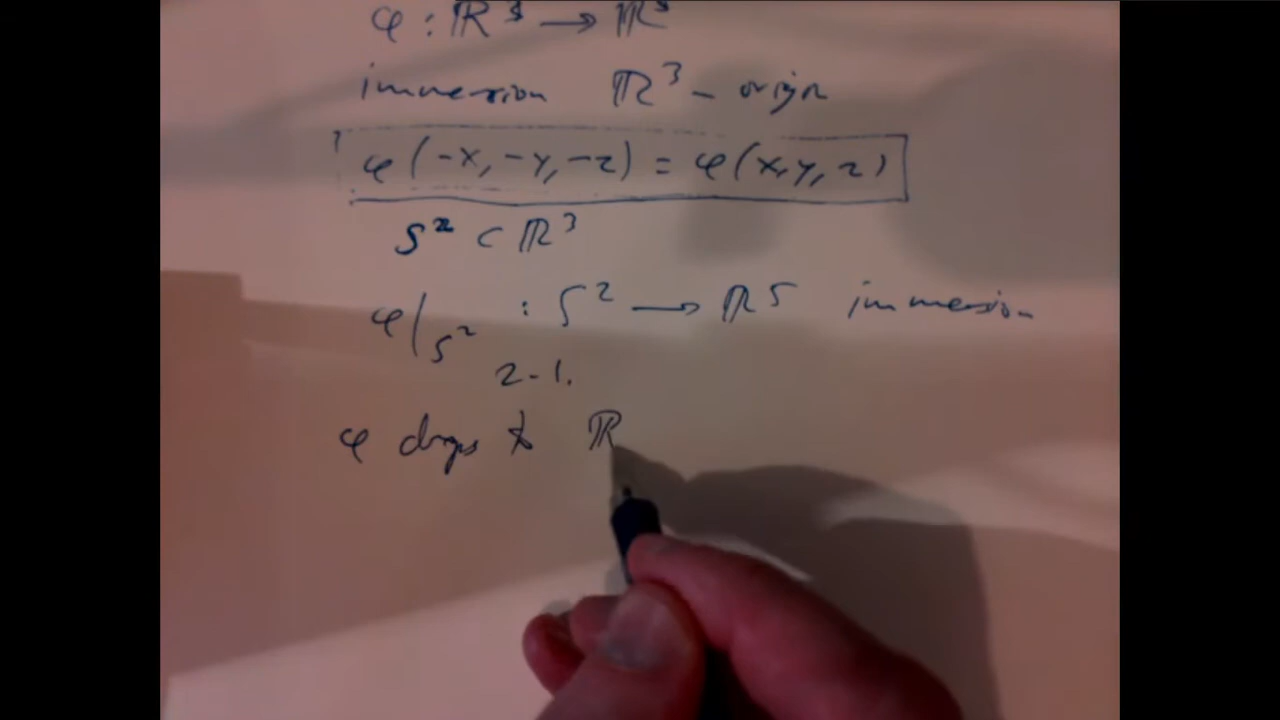 φ : ℝ³ → ℝ⁵
immersion ℝ³ - origin
φ(-x, -y, -z) = φ(x, y, z)
S² ⊂ ℝ³
φ|S² : S² → ℝ⁵ immersion
2-1.
φ drops to ℝ